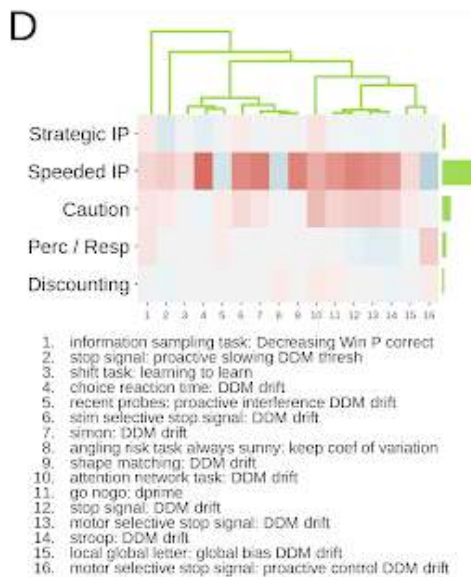 D
Strategic IP
Speeded IP
Caution
Perc / Resp
Discounting
1 2 3 4 5 6 7 8 9 10 11 12 13 14 15 16
1. information sampling task: Decreasing Win P correct
2. stop signal: proactive slowing DDM thresh
3. shift task: learning to learn
4. choice reaction time: DDM drift
5. recent probes: proactive interference DDM drift
6. stim selective stop signal: DDM drift
7. simon: DDM drift
8. angling risk task always sunny: keep coef of variation
9. shape matching: DDM drift
10. attention network task: DDM drift
11. go nogo: dprime
12. stop signal: DDM drift
13. motor selective stop signal: DDM drift
14. stroop: DDM drift
15. local global letter: global bias DDM drift
16. motor selective stop signal: proactive control DDM drift